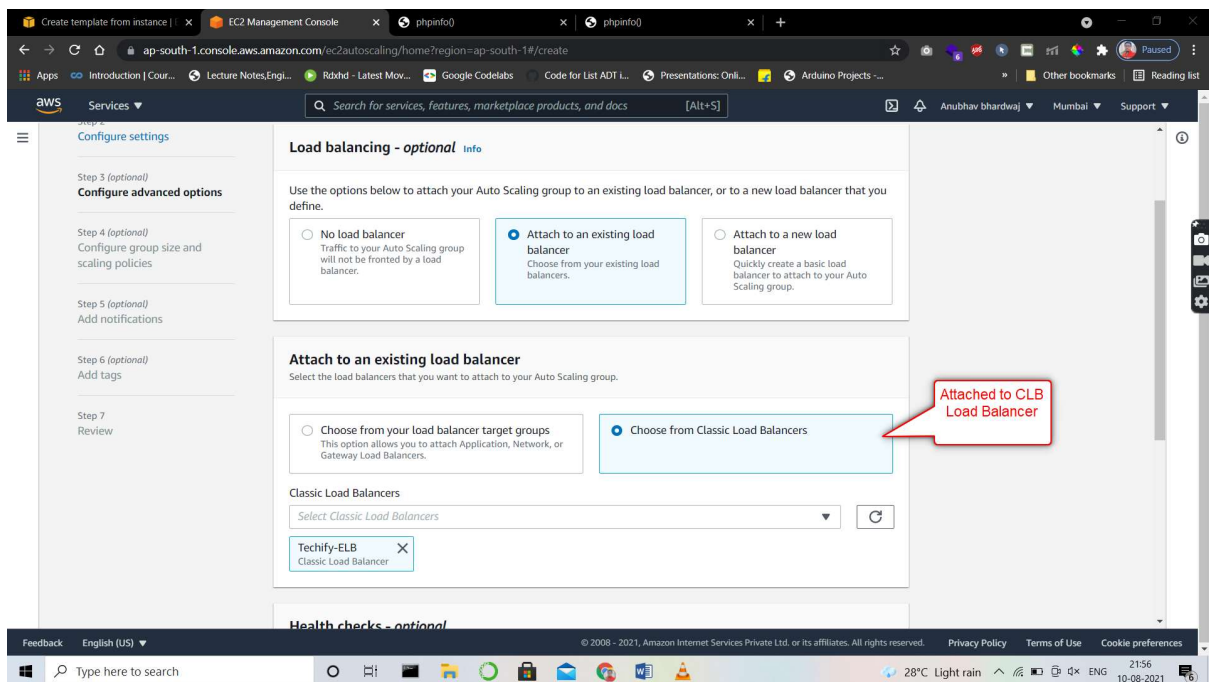 Create template from instance | E
EC2 Management Console
phpinfo()
phpinfo()
ap-south-1.console.aws.amazon.com/ec2autoscaling/home?region=ap-south-1#/create
Paused
Apps
Introduction | Cour...
Lecture Notes,Engi...
Rdxhd - Latest Mov...
Google Codelabs
Code for List ADT i...
Presentations: Onli...
Arduino Projects -...
»
Other bookmarks
Reading list
aws
Services ▼
Search for services, features, marketplace products, and docs
[Alt+S]
Anubhav bhardwaj ▼
Mumbai ▼
Support ▼
Step 2
Configure settings
Step 3 (optional)
Configure advanced options
Step 4 (optional)
Configure group size and
scaling policies
Step 5 (optional)
Add notifications
Step 6 (optional)
Add tags
Step 7
Review
Load balancing - optional Info
Use the options below to attach your Auto Scaling group to an existing load balancer, or to a new load balancer that you
define.
No load balancer
Traffic to your Auto Scaling group
will not be fronted by a load
balancer.
Attach to an existing load
balancer
Choose from your existing load
balancers.
Attach to a new load
balancer
Quickly create a basic load
balancer to attach to your Auto
Scaling group.
Attach to an existing load balancer
Select the load balancers that you want to attach to your Auto Scaling group.
Choose from your load balancer target groups
This option allows you to attach Application, Network, or
Gateway Load Balancers.
Choose from Classic Load Balancers
Attached to CLB
Load Balancer
Classic Load Balancers
Select Classic Load Balancers
Techify-ELB
Classic Load Balancer
Health checks - optional
Feedback
English (US) ▼
© 2008 - 2021, Amazon Internet Services Private Ltd. or its affiliates. All rights reserved.
Privacy Policy
Terms of Use
Cookie preferences
Type here to search
28°C Light rain
ENG
21:56
10-08-2021
6